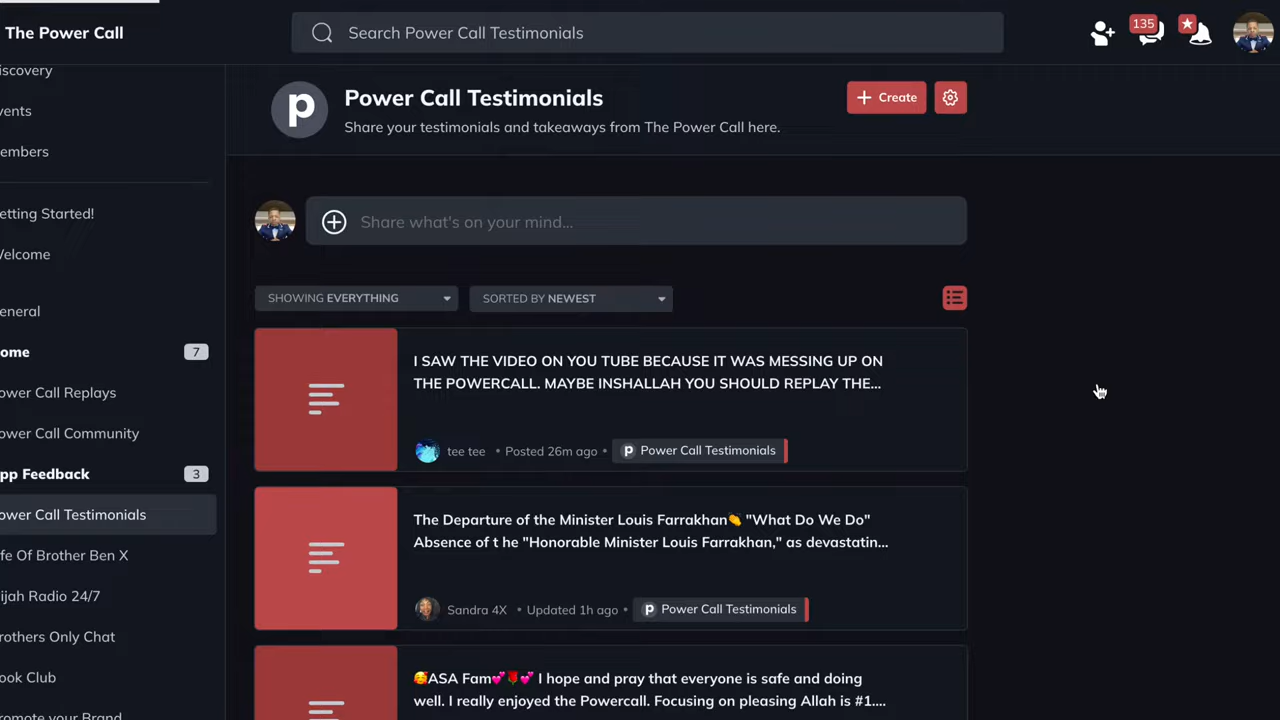 The Power Call
Search Power Call Testimonials
135
iscovery
vents
embers
etting Started!
Velcome
eneral
ome
7
ower Call Replays
ower Call Community
pp Feedback
3
ower Call Testimonials
fe Of Brother Ben X
ijah Radio 24/7
rothers Only Chat
ook Club
romote your Brand
p
Power Call Testimonials
Share your testimonials and takeaways from The Power Call here.
+ Create
Share what's on your mind...
SHOWING EVERYTHING
SORTED BY NEWEST
I SAW THE VIDEO ON YOU TUBE BECAUSE IT WAS MESSING UP ON
THE POWERCALL. MAYBE INSHALLAH YOU SHOULD REPLAY THE...
tee tee • Posted 26m ago • p Power Call Testimonials
The Departure of the Minister Louis Farrakhan👏 "What Do We Do"
Absence of t he "Honorable Minister Louis Farrakhan," as devastatin...
Sandra 4X • Updated 1h ago • p Power Call Testimonials
🥰ASA Fam💕🌹💕 I hope and pray that everyone is safe and doing
well. I really enjoyed the Powercall. Focusing on pleasing Allah is #1....